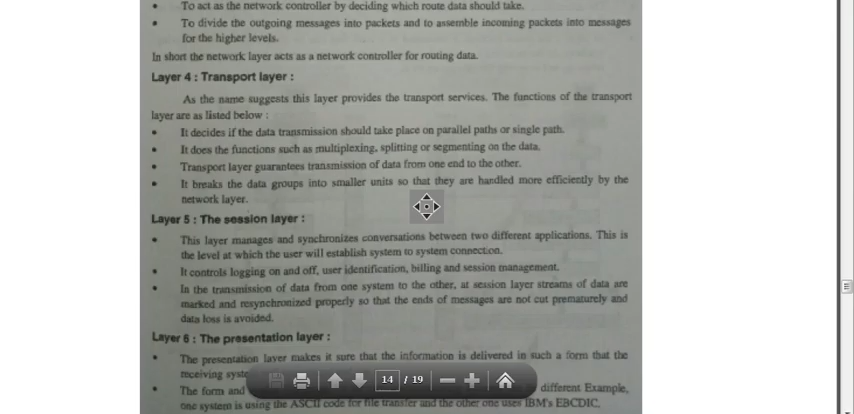 • To act as the network controller by deciding which route data should take.
• To divide the outgoing messages into packets and to assemble incoming packets into messages
for the higher levels.
In short the network layer acts as a network controller for routing data.
Layer 4 : Transport layer :
As the name suggests this layer provides the transport services. The functions of the transport
layer are as listed below :
• It decides if the data transmission should take place on parallel paths or single path.
• It does the functions such as multiplexing, splitting or segmenting on the data.
• Transport layer guarantees transmission of data from one end to the other.
• It breaks the data groups into smaller units so that they are handled more efficiently by the
network layer.
Layer 5 : The session layer :
• This layer manages and synchronizes conversations between two different applications. This is
the level at which the user will establish system to system connection.
• It controls logging on and off, user identification, billing and session management.
• In the transmission of data from one system to the other, at session layer streams of data are
marked and resynchronized properly so that the ends of messages are not cut prematurely and
data loss is avoided.
Layer 6 : The presentation layer :
• The presentation layer makes it sure that the information is delivered in such a form that the
receiving syste
• The form and different Example,
one system is using the ASCII code for file transfer and the other one uses IBM's EBCDIC.
14 / 19